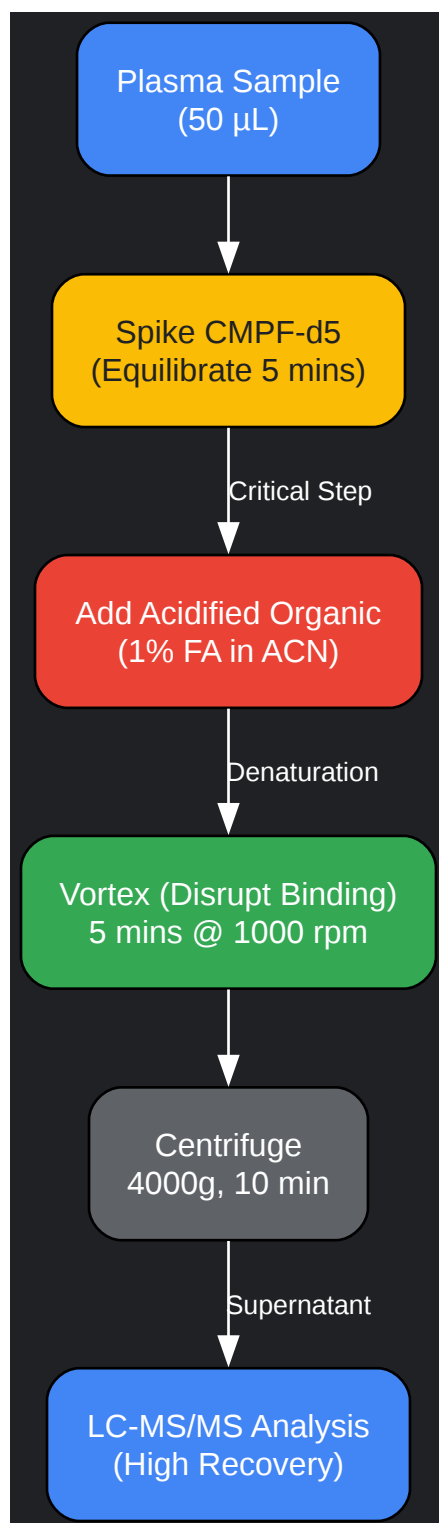 Plasma Sample
(50 µL)
Spike CMPF-d5
(Equilibrate 5 mins)
Critical Step
Add Acidified Organic
(1% FA in ACN)
Denaturation
Vortex (Disrupt Binding)
5 mins @ 1000 rpm
Centrifuge
4000g, 10 min
Supernatant
LC-MS/MS Analysis
(High Recovery)